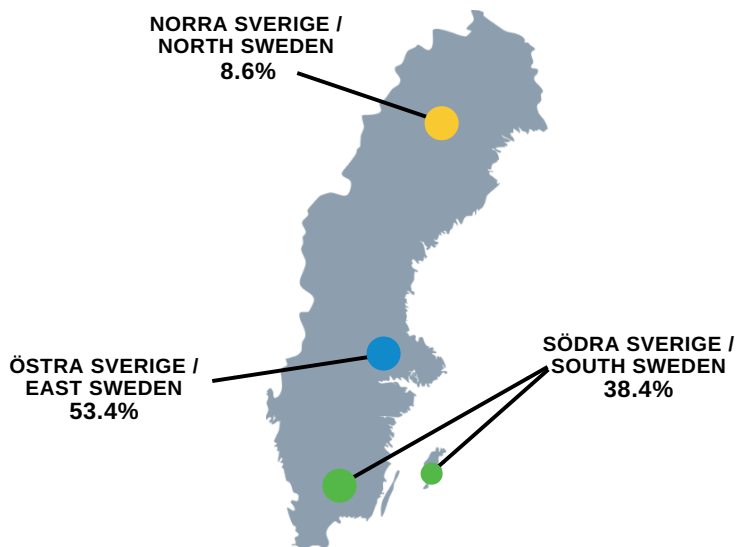 NORRA SVERIGE /
NORTH SWEDEN
8.6%
ÖSTRA SVERIGE /
EAST SWEDEN
53.4%
SÖDRA SVERIGE /
SOUTH SWEDEN
38.4%